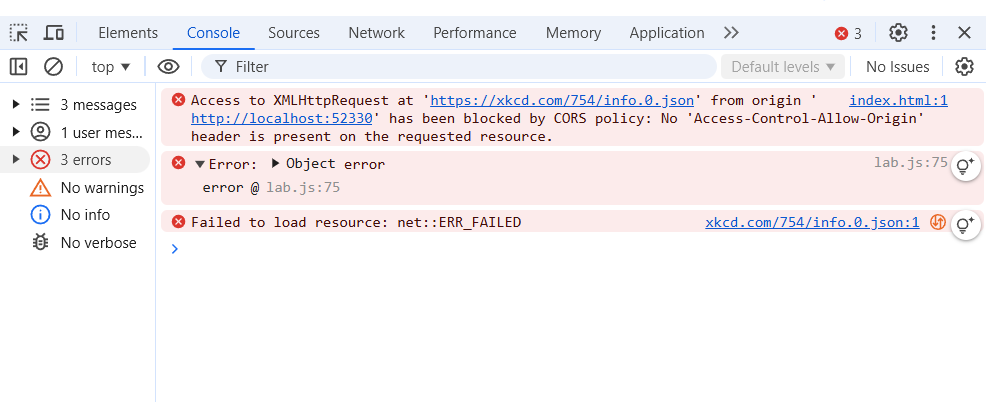 Elements Console Sources Network Performance Memory Application 3
top Filter Default levels No Issues
3 messages
1 user mes...
3 errors
No warnings
No info
No verbose
Access to XMLHttpRequest at 'https://xkcd.com/754/info.0.json' from origin ' index.html:1
http://localhost:52330' has been blocked by CORS policy: No 'Access-Control-Allow-Origin'
header is present on the requested resource.
Error: Object error lab.js:75
error @ lab.js:75
Failed to load resource: net::ERR_FAILED xkcd.com/754/info.0.json:1